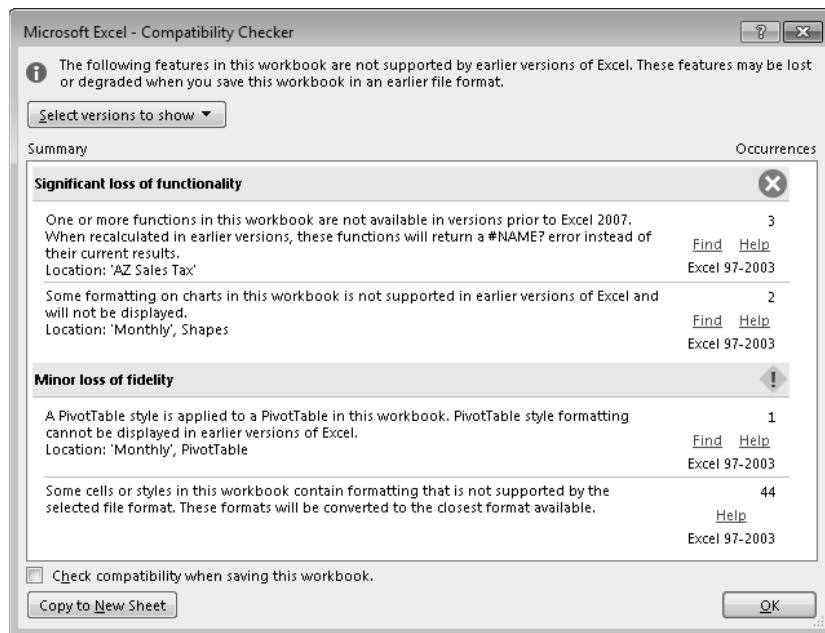 Microsoft Excel - Compatibility Checker
The following features in this workbook are not supported by earlier versions of Excel. These features may be lost
or degraded when you save this workbook in an earlier file format.
Select versions to show
Summary Occurrences
Significant loss of functionality
One or more functions in this workbook are not available in versions prior to Excel 2007. 3
When recalculated in earlier versions, these functions will return a #NAME? error instead of
their current results. Find Help
Location: 'AZ Sales Tax' Excel 97-2003
Some formatting on charts in this workbook is not supported in earlier versions of Excel and 2
will not be displayed.
Location: 'Monthly', Shapes Find Help
Excel 97-2003
Minor loss of fidelity
A PivotTable style is applied to a PivotTable in this workbook. PivotTable style formatting 1
cannot be displayed in earlier versions of Excel.
Location: 'Monthly', PivotTable Find Help
Excel 97-2003
Some cells or styles in this workbook contain formatting that is not supported by the 44
selected file format. These formats will be converted to the closest format available.
Help
Excel 97-2003
Check compatibility when saving this workbook.
Copy to New Sheet OK